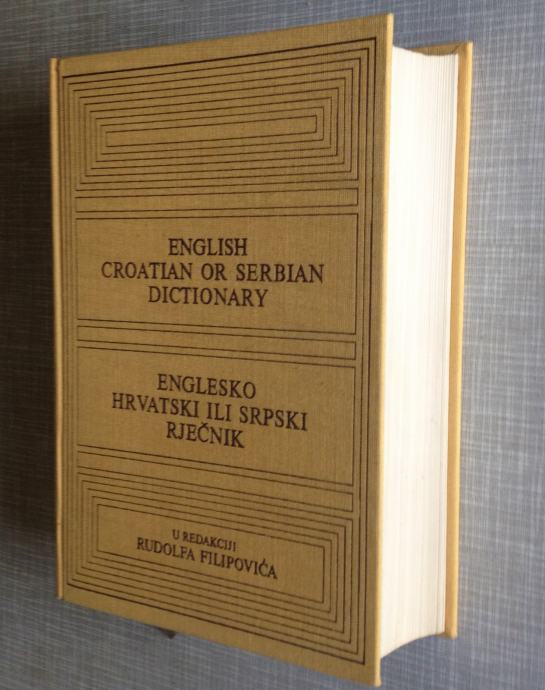 ENGLISH
CROATIAN OR SERBIAN
DICTIONARY
ENGLESKO
HRVATSKI ILI SRPSKI
RJEČNIK
U REDAKCIJI
RUDOLFA FILIPOVIĆA